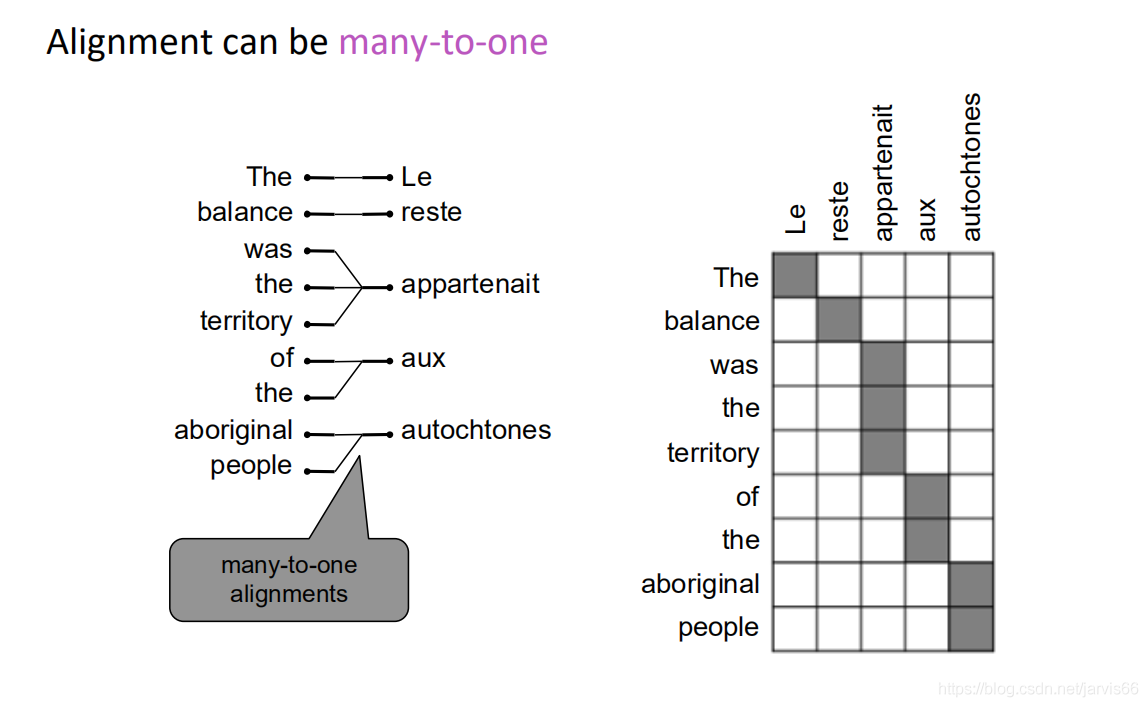 Alignment can be many-to-one
The Le
balance reste
was
the appartenait
territory
of aux
the
aboriginal autochtones
people
many-to-one
alignments
Le reste appartenait aux autochtones
The
balance
was
the
territory
of
the
aboriginal
people
https://blog.csdn.net/jarvis66